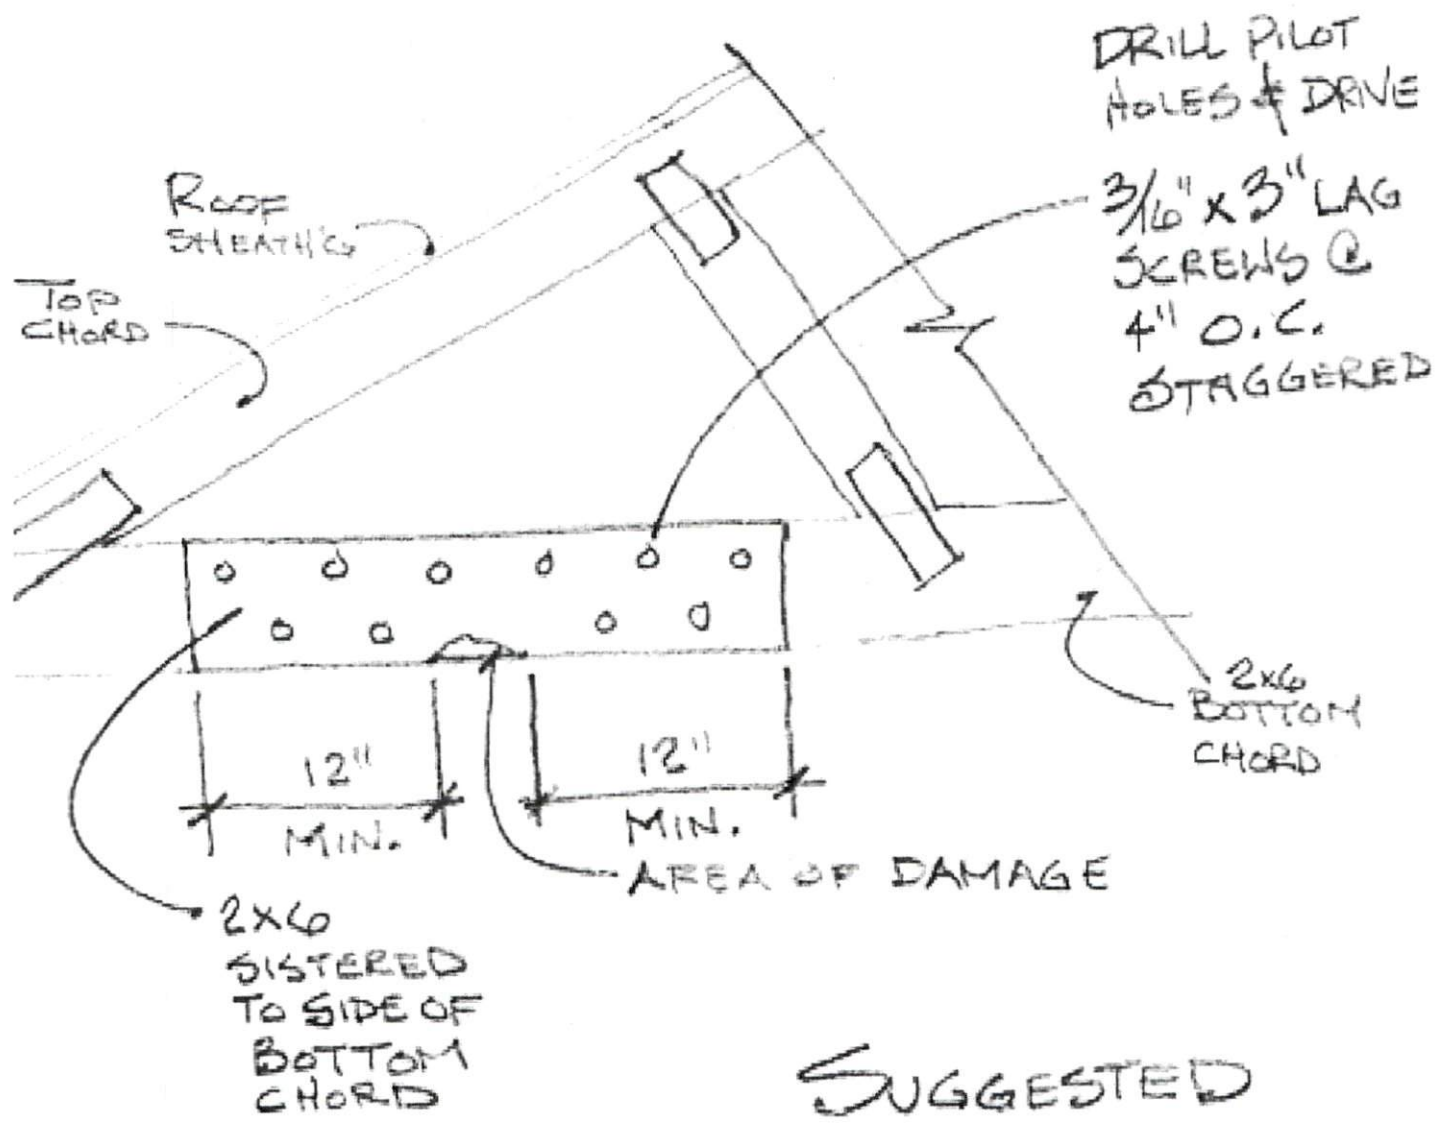 DRILL PILOT
HOLES & DRIVE
3/16" x 3" LAG
SCREWS @
4" O.C.
STAGGERED
ROOF
SHEATH'G
TOP
CHORD
12"
MIN.
12"
MIN.
AREA OF DAMAGE
2x6
BOTTOM
CHORD
2x6
SISTERED
TO SIDE OF
BOTTOM
CHORD
SUGGESTED